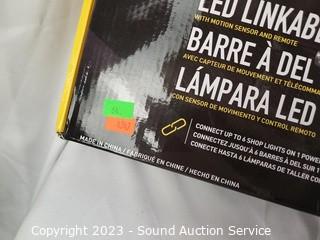 LED LINKABL
WITH MOTION SENSOR AND REMOTE
BARRE À DEL
AVEC CAPTEUR DE MOUVEMENT ET TÉLÉCOMMA
LÁMPARA LED
CON SENSOR DE MOVIMIENTO Y CONTROL REMOTO
CONNECT UP TO 6 SHOP LIGHTS ON 1 POWER
CONNECTEZ JUSQU'À 6 BARRES À DEL SUR 1
CONECTE HASTA 6 LÁMPARAS DE TALLER CON
MADE IN CHINA / FABRIQUÉ EN CHINE / HECHO EN CHINA
Copyright © 2023 - Sound Auction Service